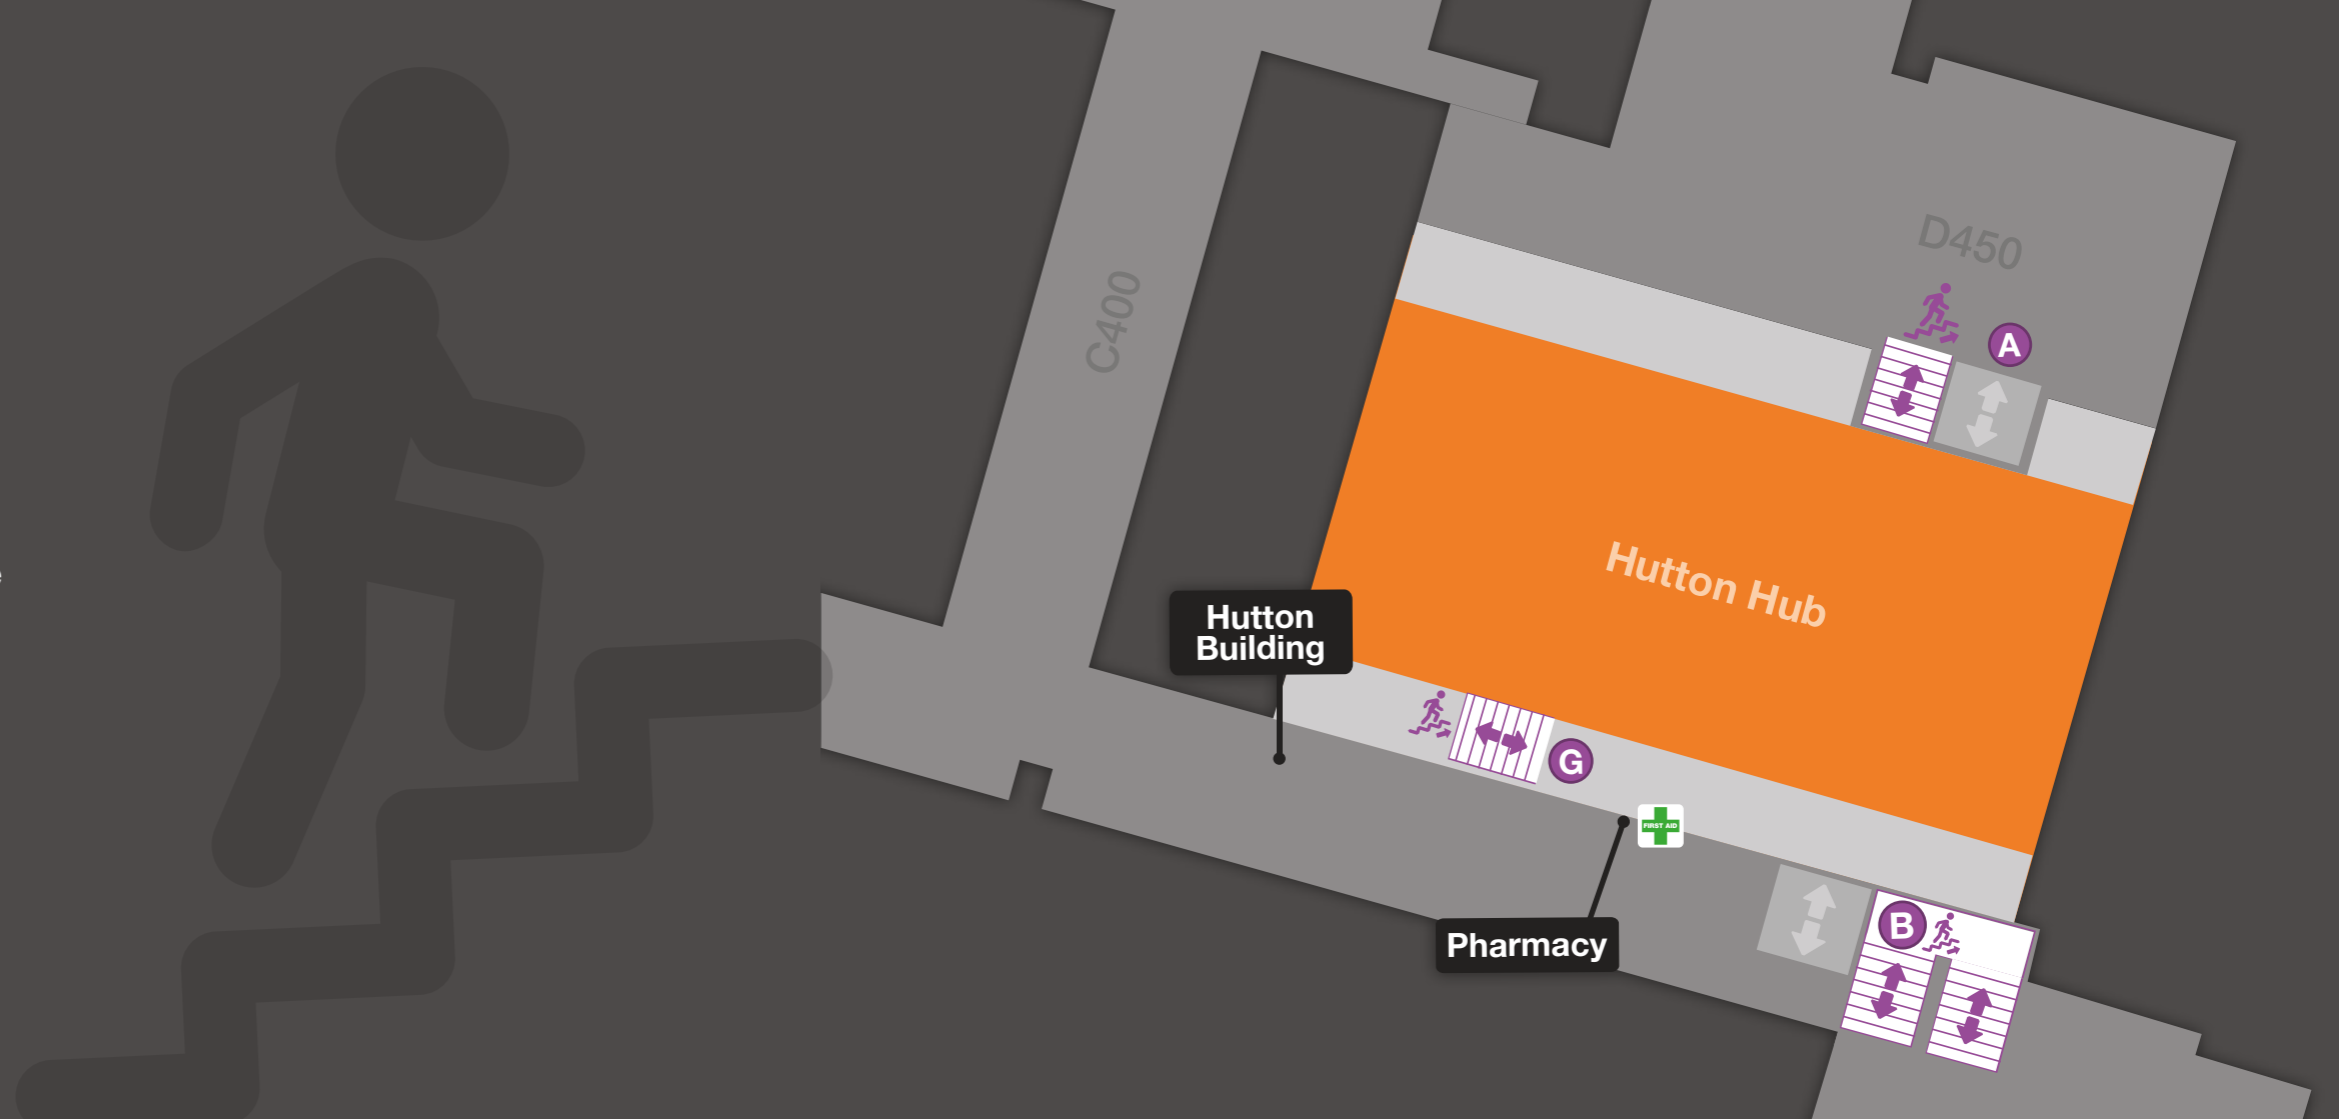 D450
C400
A
Hutton Hub
Hutton
Building
G
FIRST AID
B
Pharmacy